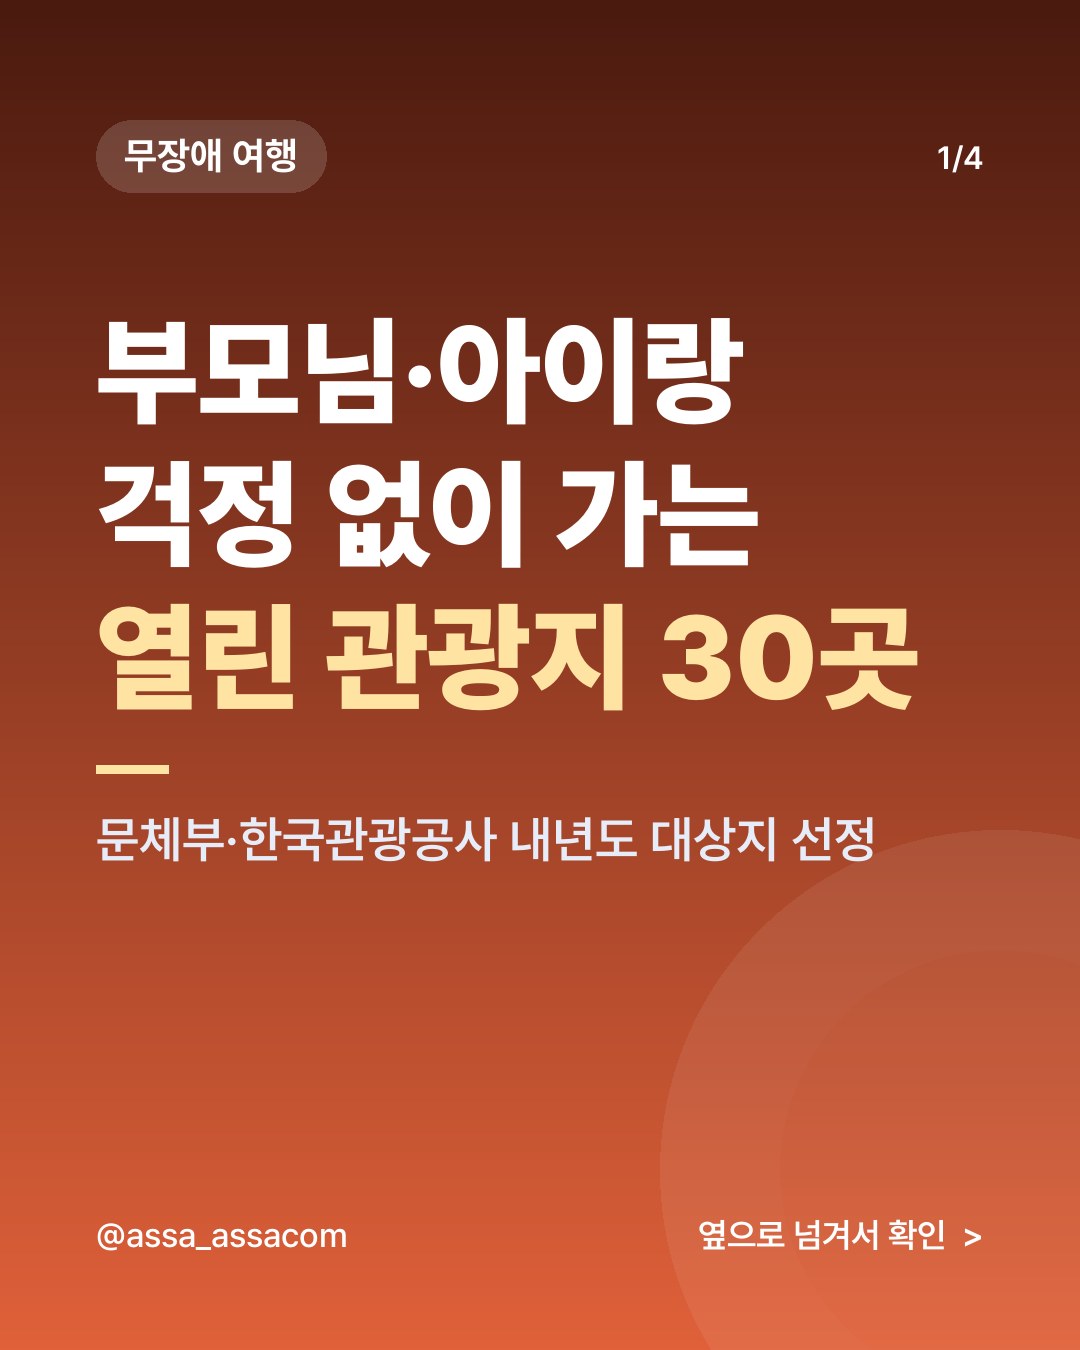 무장애 여행
1/4
부모님·아이랑
걱정 없이 가는
열린 관광지 30곳
문체부·한국관광공사 내년도 대상지 선정
@assa_assacom
옆으로 넘겨서 확인 >